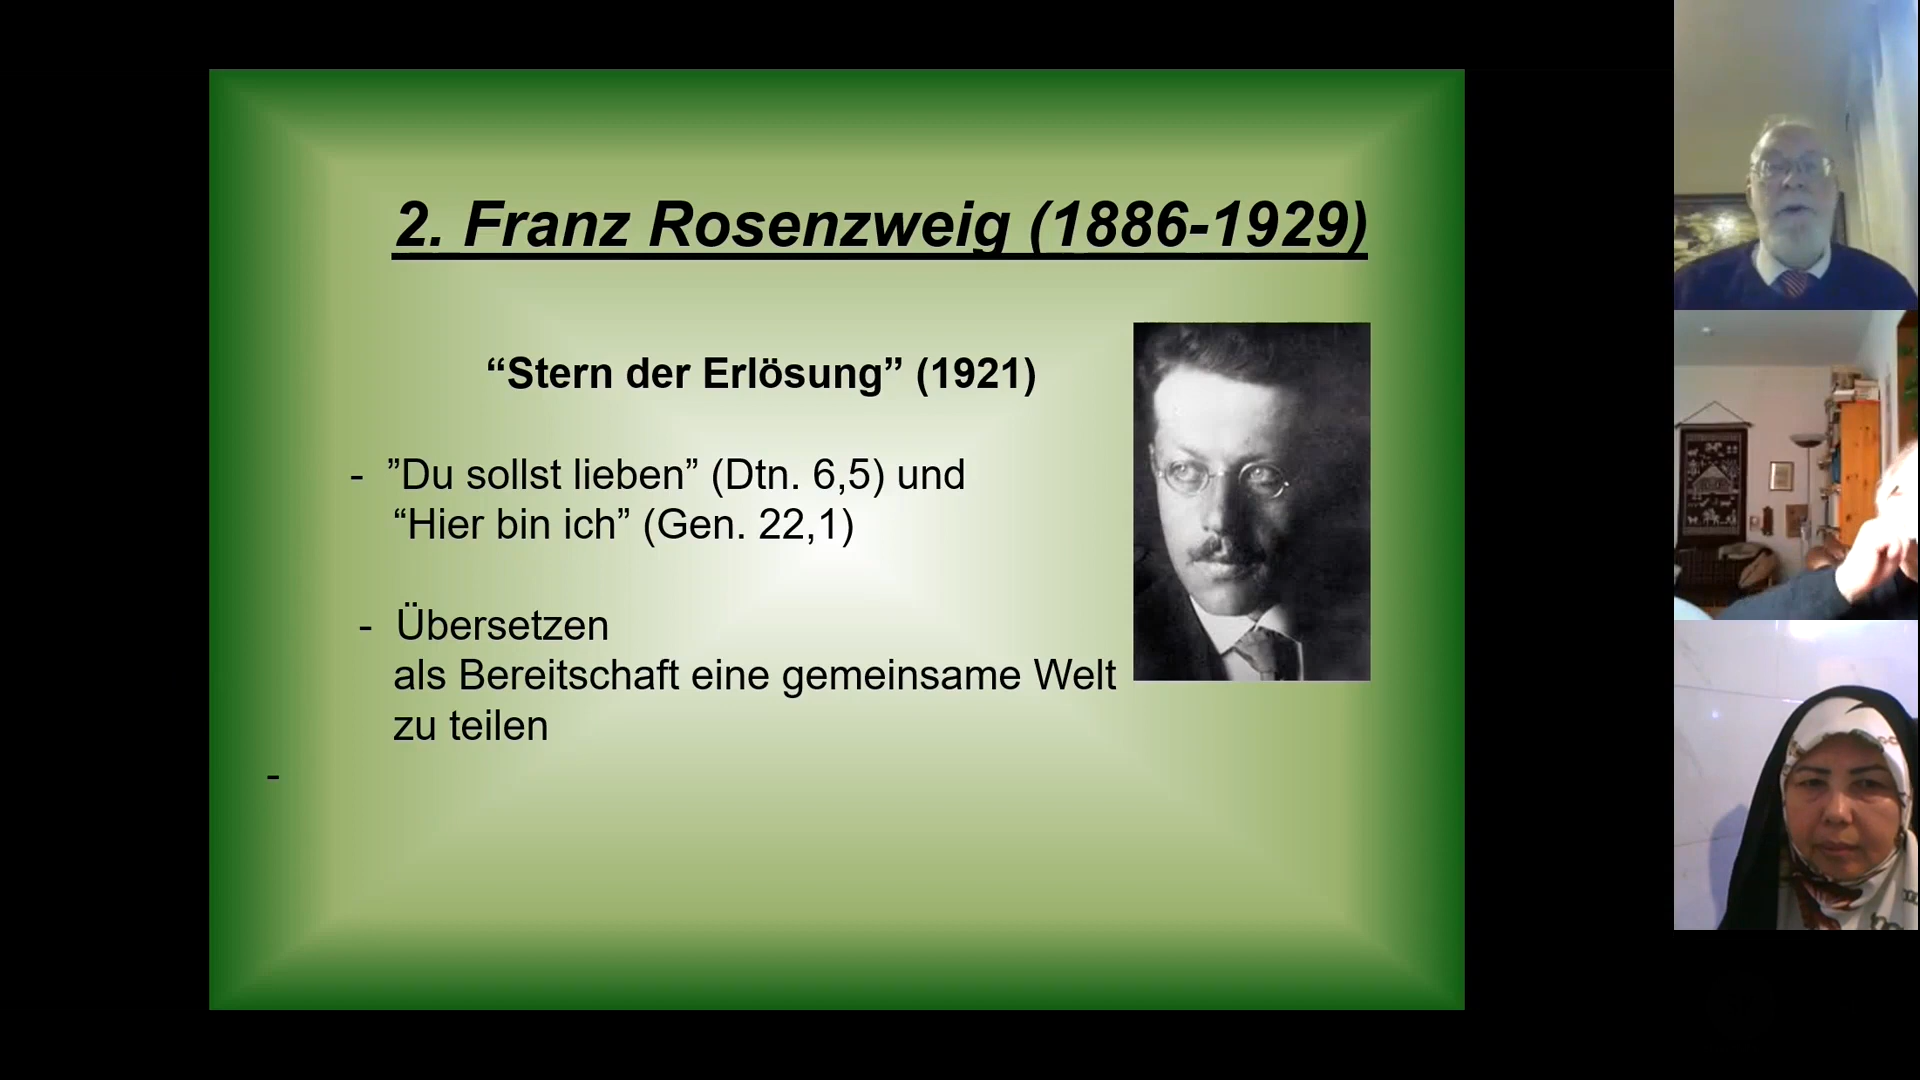 2. Franz Rosenzweig (1886-1929)
“Stern der Erlösung” (1921)
- ”Du sollst lieben” (Dtn. 6,5) und
“Hier bin ich” (Gen. 22,1)
- Übersetzen
als Bereitschaft eine gemeinsame Welt
zu teilen
-